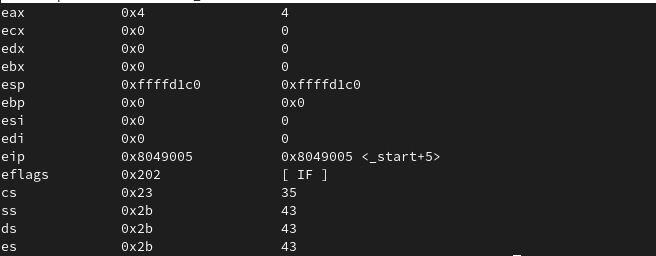 eax 0x4 4
ecx 0x0 0
edx 0x0 0
ebx 0x0 0
esp 0xffffd1c0 0xffffd1c0
ebp 0x0 0x0
esi 0x0 0
edi 0x0 0
eip 0x8049005 0x8049005 <_start+5>
eflags 0x202 [ IF ]
cs 0x23 35
ss 0x2b 43
ds 0x2b 43
es 0x2b 43